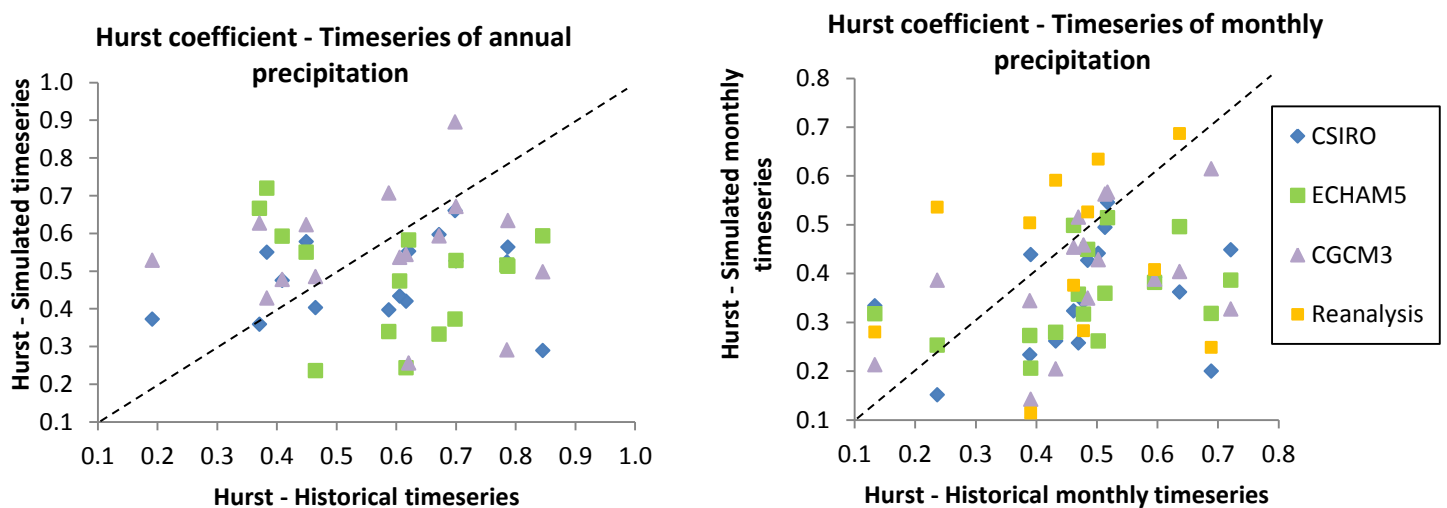 Hurst coefficient - Timeseries of annual
precipitation
Hurst - Simulated timeseries
1.0
0.9
0.8
0.7
0.6
0.5
0.4
0.3
0.2
0.1
0.1 0.2 0.3 0.4 0.5 0.6 0.7 0.8 0.9 1.0
Hurst - Historical timeseries
Hurst coefficient - Timeseries of monthly
precipitation
Hurst - Simulated monthly
timeseries
0.8
0.7
0.6
0.5
0.4
0.3
0.2
0.1
0.1 0.2 0.3 0.4 0.5 0.6 0.7 0.8
Hurst - Historical monthly timeseries
CSIRO
ECHAM5
CGCM3
Reanalysis